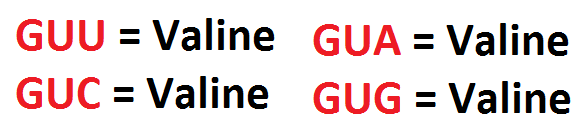 GUU = Valine
GUC = Valine
GUA = Valine
GUG = Valine